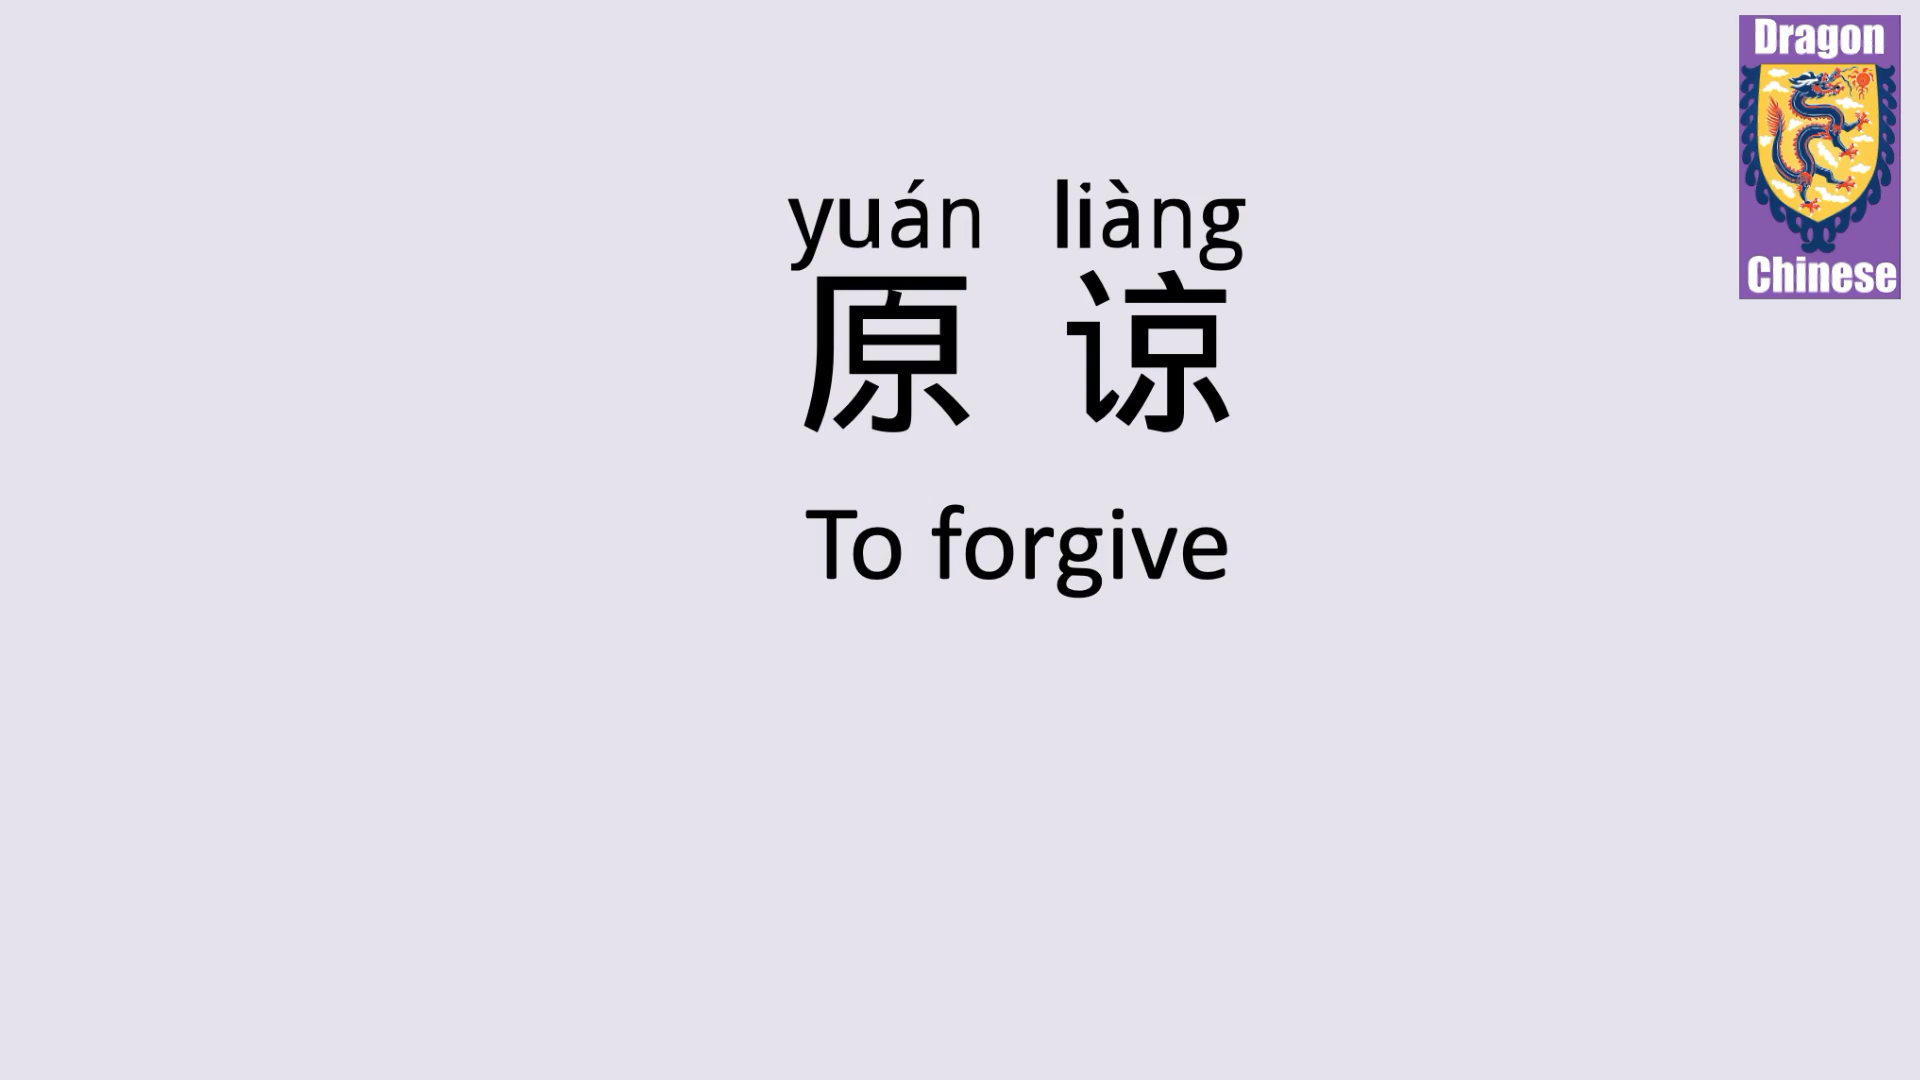 Dragon
Chinese
yuán liàng
原 谅
To forgive